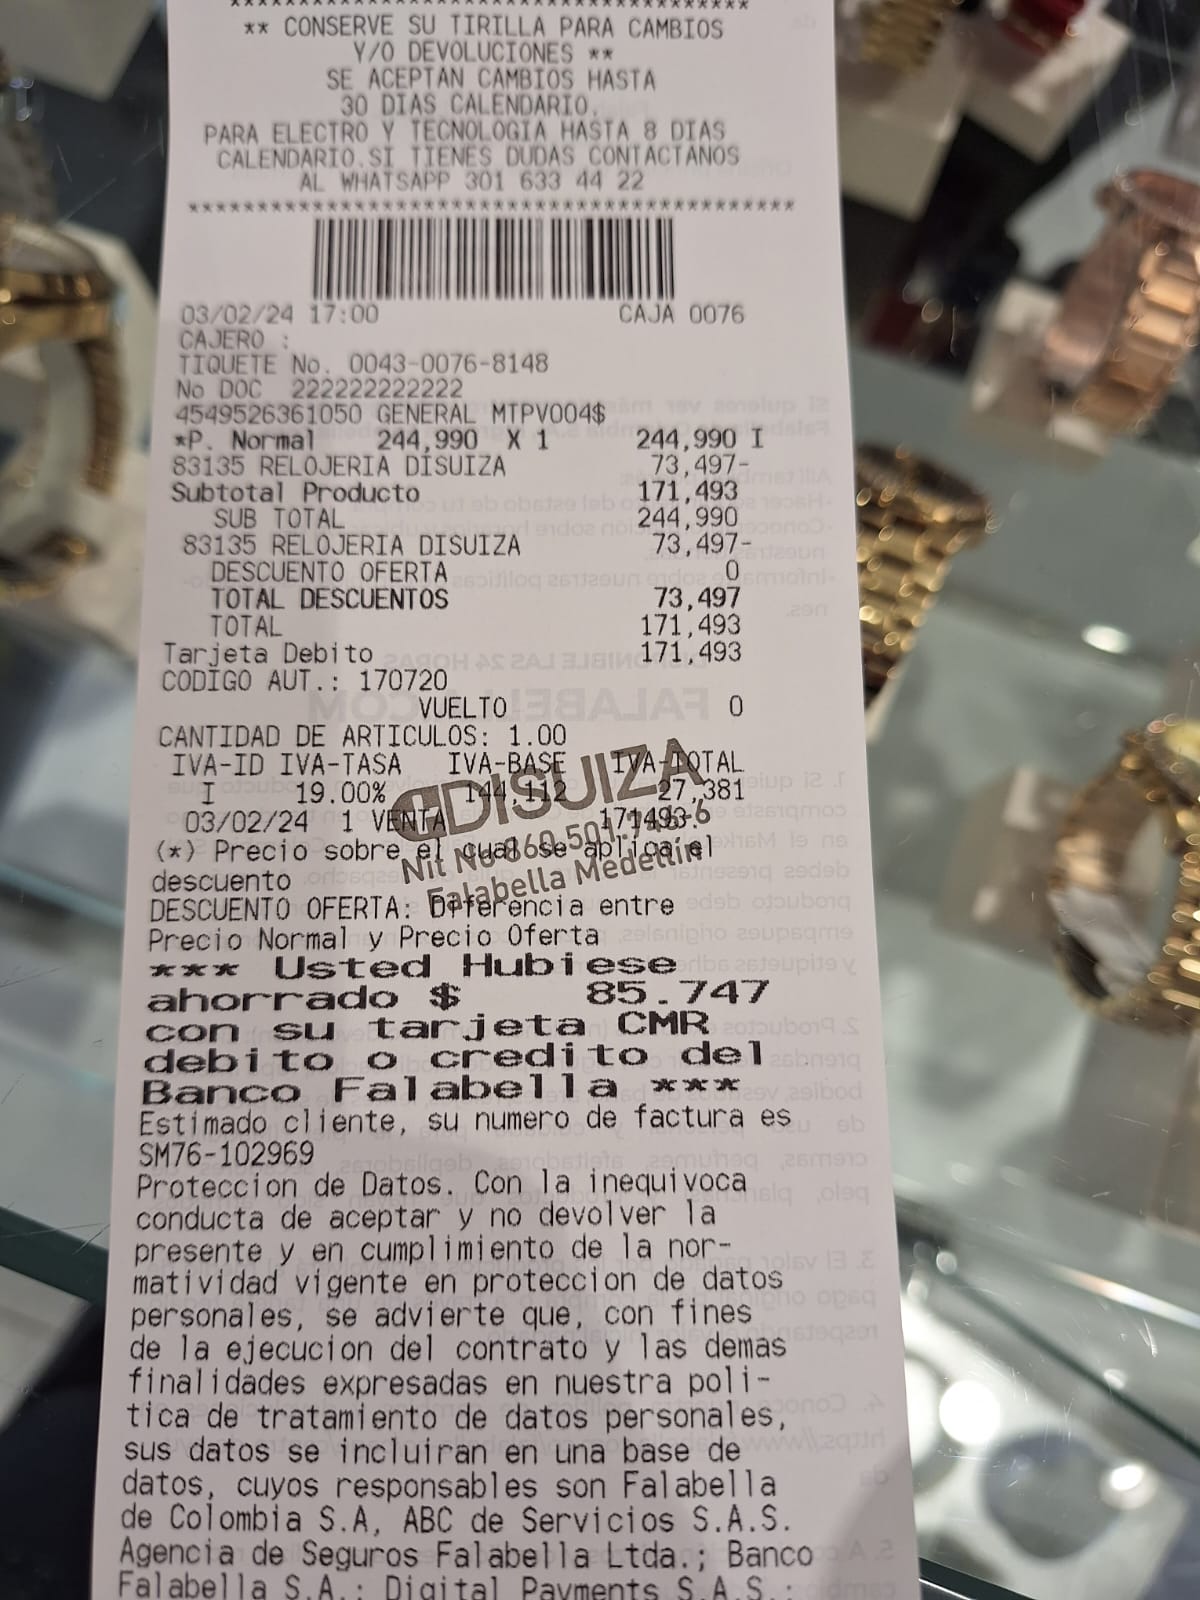 ** CONSERVE SU TIRILLA PARA CAMBIOS
Y/O DEVOLUCIONES **
SE ACEPTAN CAMBIOS HASTA
30 DIAS CALENDARIO.
PARA ELECTRO Y TECNOLOGIA HASTA 8 DIAS
CALENDARIO.SI TIENES DUDAS CONTACTANOS
AL WHATSAPP 301 633 44 22
03/02/24 17:00 CAJA 0076
CAJERO :
TIQUETE No. 0043-0076-8148
No DOC 222222222222
4549526361050 GENERAL MTPV004$
*P. Normal 244,990 X 1 244,990 I
83135 RELOJERIA DISUIZA 73,497-
Subtotal Producto 171,493
SUB TOTAL 244,990
83135 RELOJERIA DISUIZA 73,497-
DESCUENTO OFERTA 0
TOTAL DESCUENTOS 73,497
TOTAL 171,493
Tarjeta Debito 171,493
CODIGO AUT.: 170720
VUELTO 0
CANTIDAD DE ARTICULOS: 1.00
IVA-ID IVA-TASA IVA-BASE IVA-TOTAL
I 19.00% 144,112 27,381
03/02/24 1 VENTA 171493.
DISUIZA
Nit No 860.501.
Falabella Medellin
(*) Precio sobre el cual se aplica el
descuento
DESCUENTO OFERTA: Diferencia entre
Precio Normal y Precio Oferta
*** Usted Hubiese
ahorrado $ 85.747
con su tarjeta CMR
debito o credito del
Banco Falabella ***
Estimado cliente, su numero de factura es
SM76-102969
Proteccion de Datos. Con la inequivoca
conducta de aceptar y no devolver la
presente y en cumplimiento de la nor-
matividad vigente en proteccion de datos
personales, se advierte que, con fines
de la ejecucion del contrato y las demas
finalidades expresadas en nuestra poli-
tica de tratamiento de datos personales,
sus datos se incluiran en una base de
datos, cuyos responsables son Falabella
de Colombia S.A, ABC de Servicios S.A.S.
Agencia de Seguros Falabella Ltda.; Banco
Falabella S.A.; Digital Payments S.A.S.;